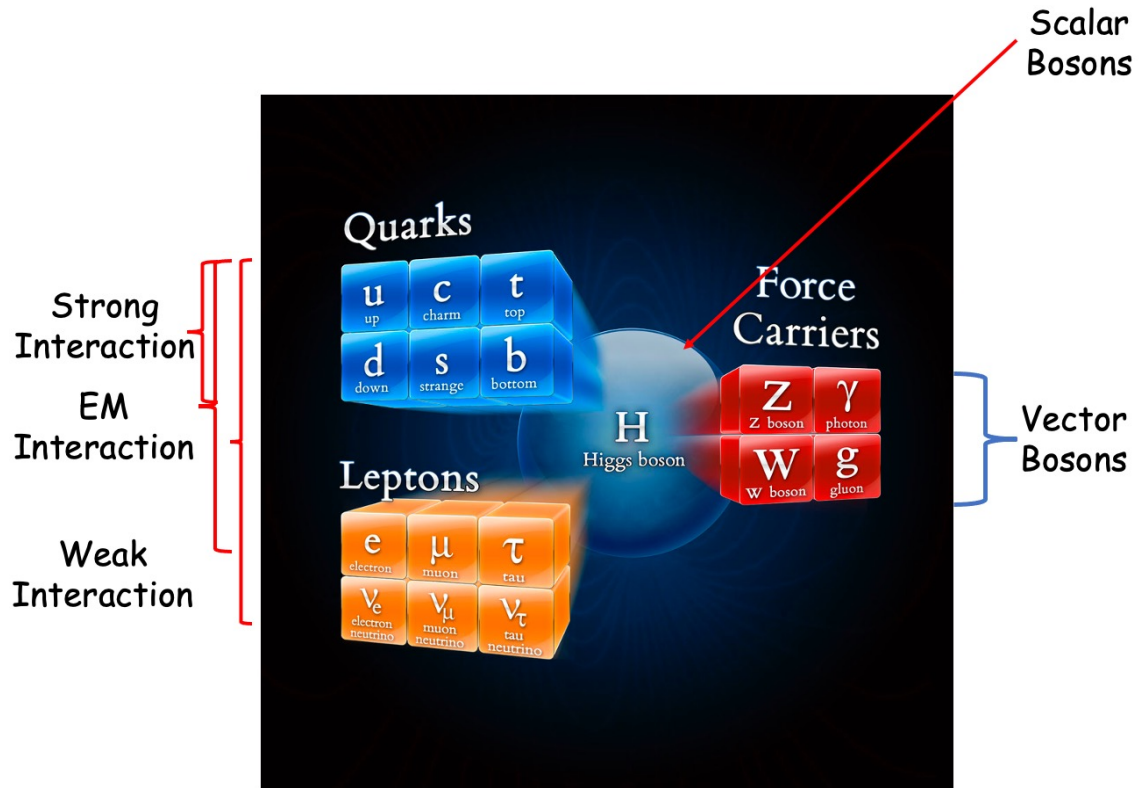 Scalar
Bosons
Quarks
u
up
c
charm
t
top
d
down
s
strange
b
bottom
Force
Carriers
Z
Z boson
γ
photon
W
W boson
g
gluon
H
Higgs boson
Leptons
e
electron
μ
muon
τ
tau
νe
electron
neutrino
νμ
muon
neutrino
ντ
tau
neutrino
Strong
Interaction
EM
Interaction
Weak
Interaction
Vector
Bosons